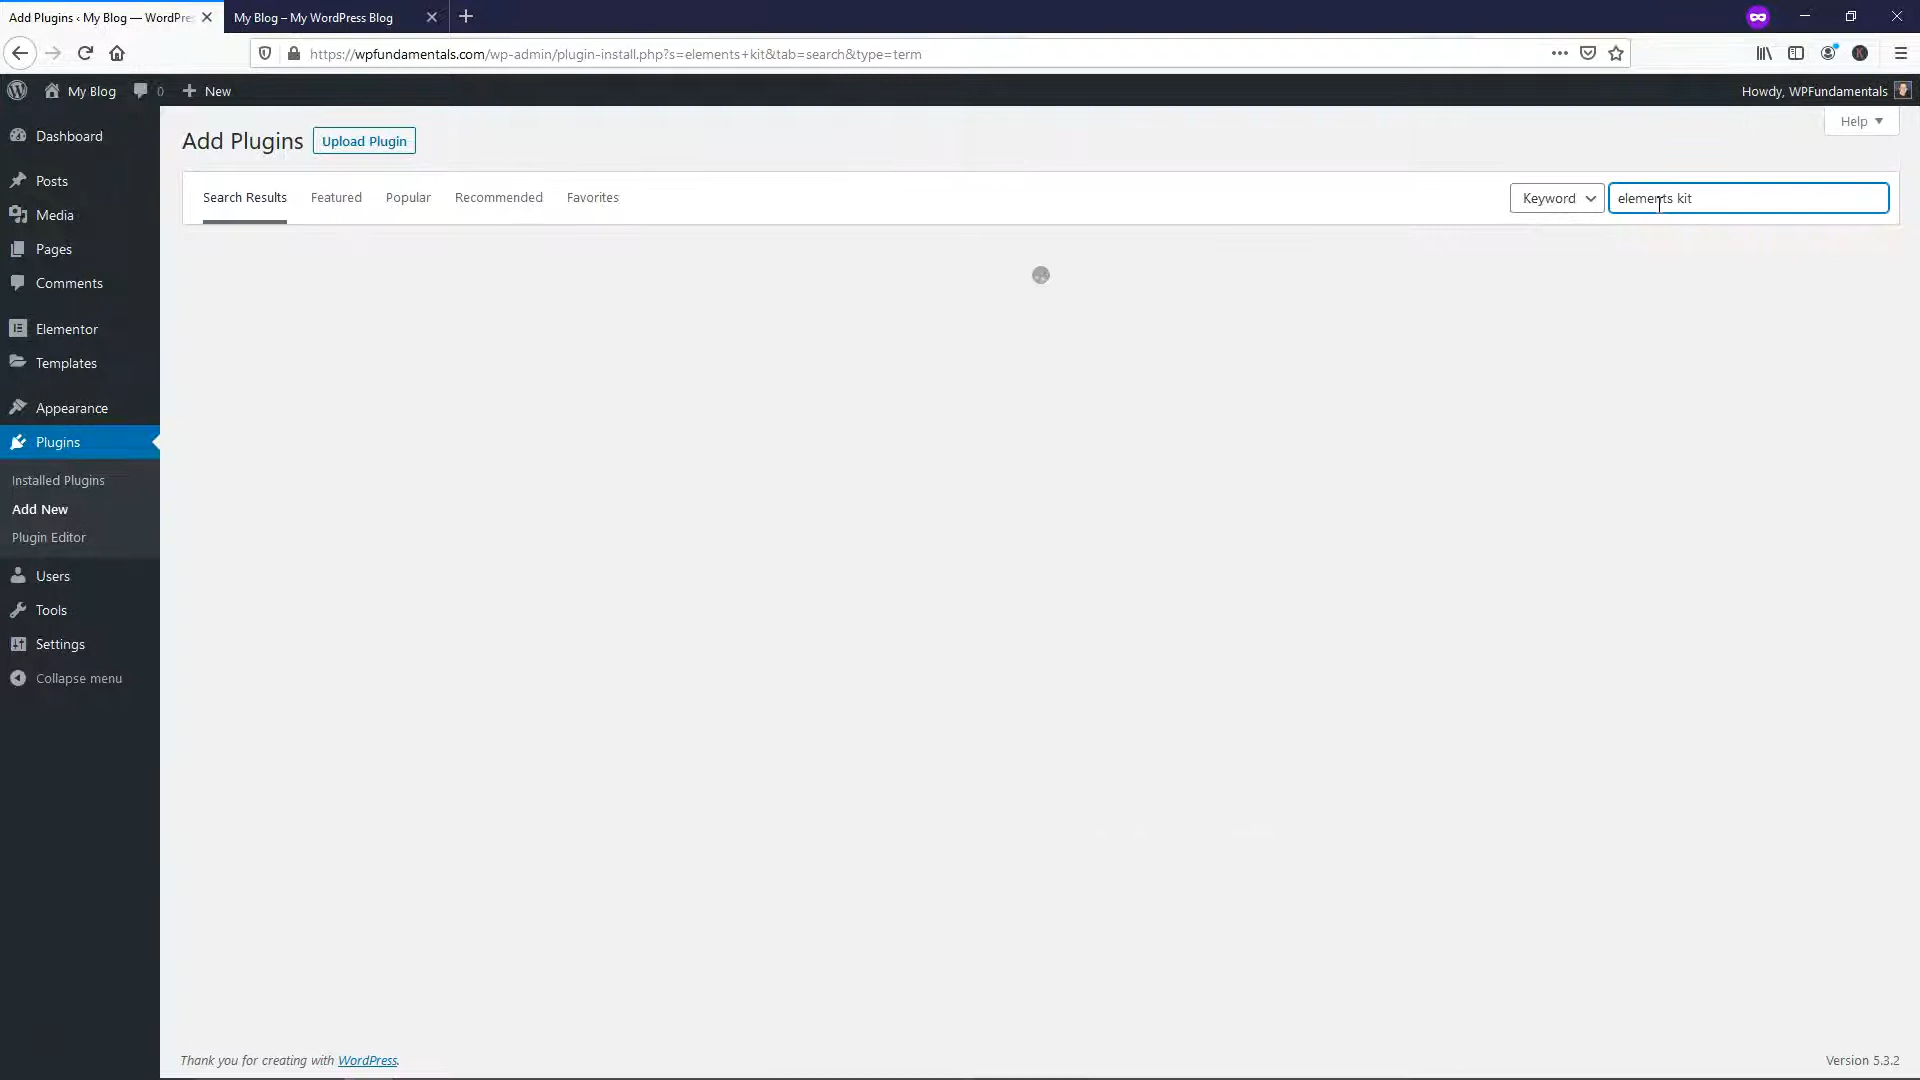 Add Plugins ‹ My Blog — WordPre
My Blog – My WordPress Blog
https://wpfundamentals.com/wp-admin/plugin-install.php?s=elements+kit&tab=search&type=term
My Blog
0
New
Howdy, WPFundamentals
Dashboard
Posts
Media
Pages
Comments
Elementor
Templates
Appearance
Plugins
Installed Plugins
Add New
Plugin Editor
Users
Tools
Settings
Collapse menu
Help
Add Plugins
Upload Plugin
Search Results
Featured
Popular
Recommended
Favorites
Keyword
elements kit
Thank you for creating with WordPress.
Version 5.3.2